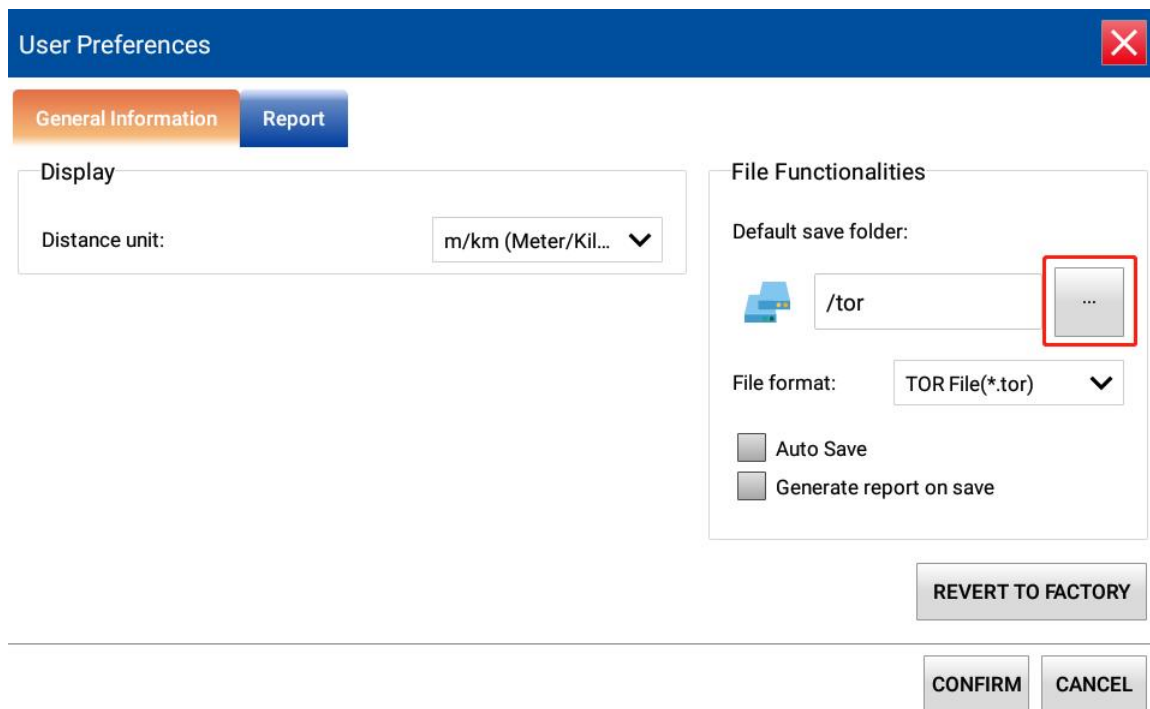 User Preferences
General Information
Report
Display
Distance unit:
m/km (Meter/Kil...
File Functionalities
Default save folder:
/tor
...
File format:
TOR File(*.tor)
Auto Save
Generate report on save
REVERT TO FACTORY
CONFIRM
CANCEL